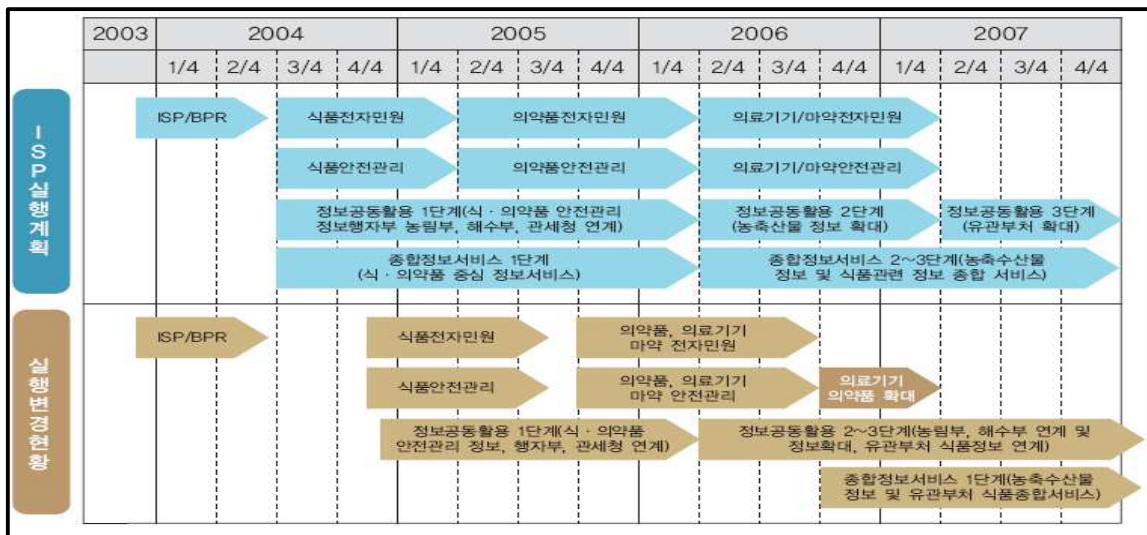 2003 2004 2005 2006 2007
1/4 2/4 3/4 4/4 1/4 2/4 3/4 4/4 1/4 2/4 3/4 4/4 1/4 2/4 3/4 4/4
ISP실행계획
ISP/BPR 식품전자민원 의약품전자민원 의료기기/마약전자민원
식품안전관리 의약품안전관리 의료기기/마약안전관리
정보공동활용 1단계(식·의약품 안전관리
정보행자부 농림부, 해수부, 관세청 연계)
정보공동활용 2단계
(농축산물 정보 확대)
정보공동활용 3단계
(유관부처 확대)
종합정보서비스 1단계
(식·의약품 중심 정보서비스)
종합정보서비스 2~3단계(농축수산물
정보 및 식품관련 정보 종합 서비스)
실행변경현황
ISP/BPR 식품전자민원
의약품, 의료기기
마약 전자민원
식품안전관리
의약품, 의료기기
마약 안전관리
의료기기
의약품 확대
정보공동활용 1단계(식·의약품
안전관리 정보, 행자부, 관세청 연계)
정보공동활용 2~3단계(농림부, 해수부 연계 및
정보확대, 유관부처 식품정보 연계)
종합정보서비스 1단계(농축수산물
정보 및 유관부처 식품종합서비스)